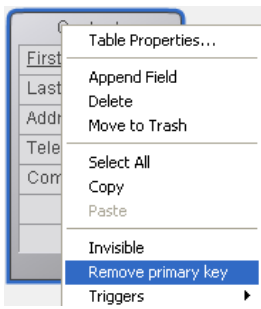 First
Last
Addr
Tele
Com
Table Properties...
Append Field
Delete
Move to Trash
Select All
Copy
Paste
Invisible
Remove primary key
Triggers